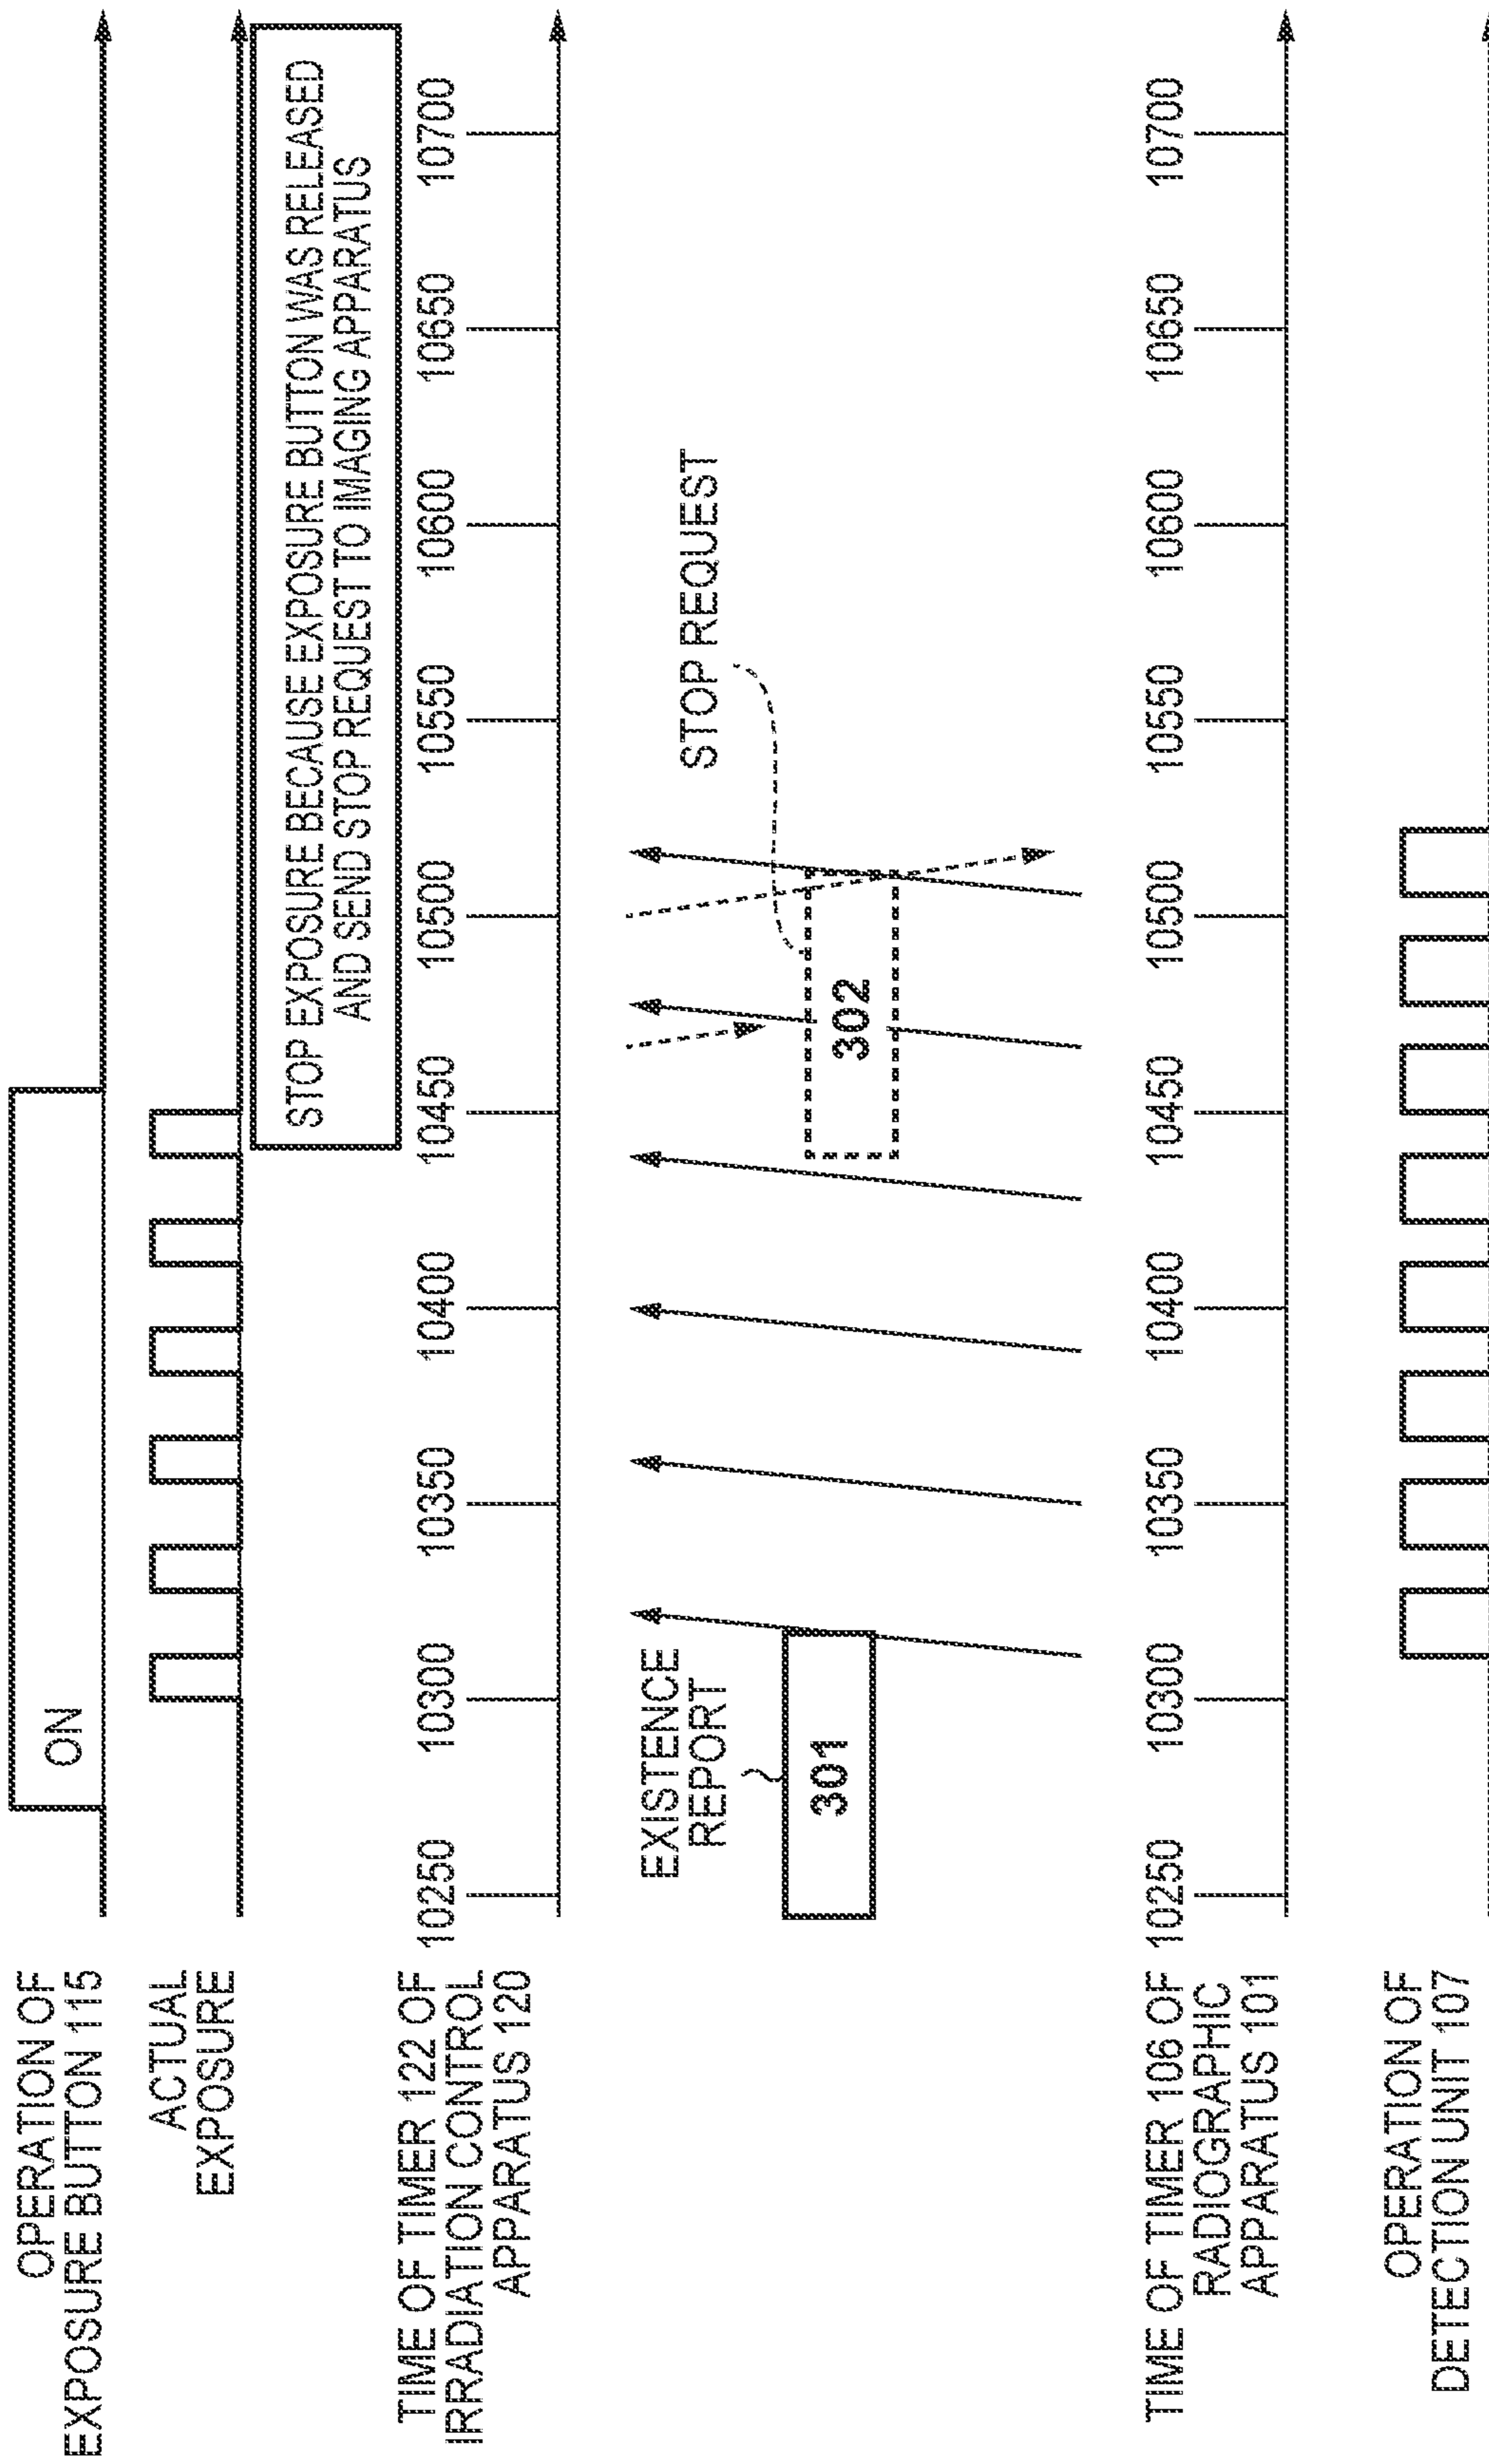 OPERATION OF
EXPOSURE BUTTON 115
ON
ACTUAL
EXPOSURE
STOP EXPOSURE BECAUSE EXPOSURE BUTTON WAS RELEASED
AND SEND STOP REQUEST TO IMAGING APPARATUS
TIME OF TIMER 122 OF
IRRADIATION CONTROL
APPARATUS 120
10250 10300 10350 10400 10450 10500 10550 10600 10650 10700
EXISTENCE
REPORT
301
STOP REQUEST
302
TIME OF TIMER 106 OF
RADIOGRAPHIC
APPARATUS 101
10250 10300 10350 10400 10450 10500 10550 10600 10650 10700
OPERATION OF
DETECTION UNIT 107